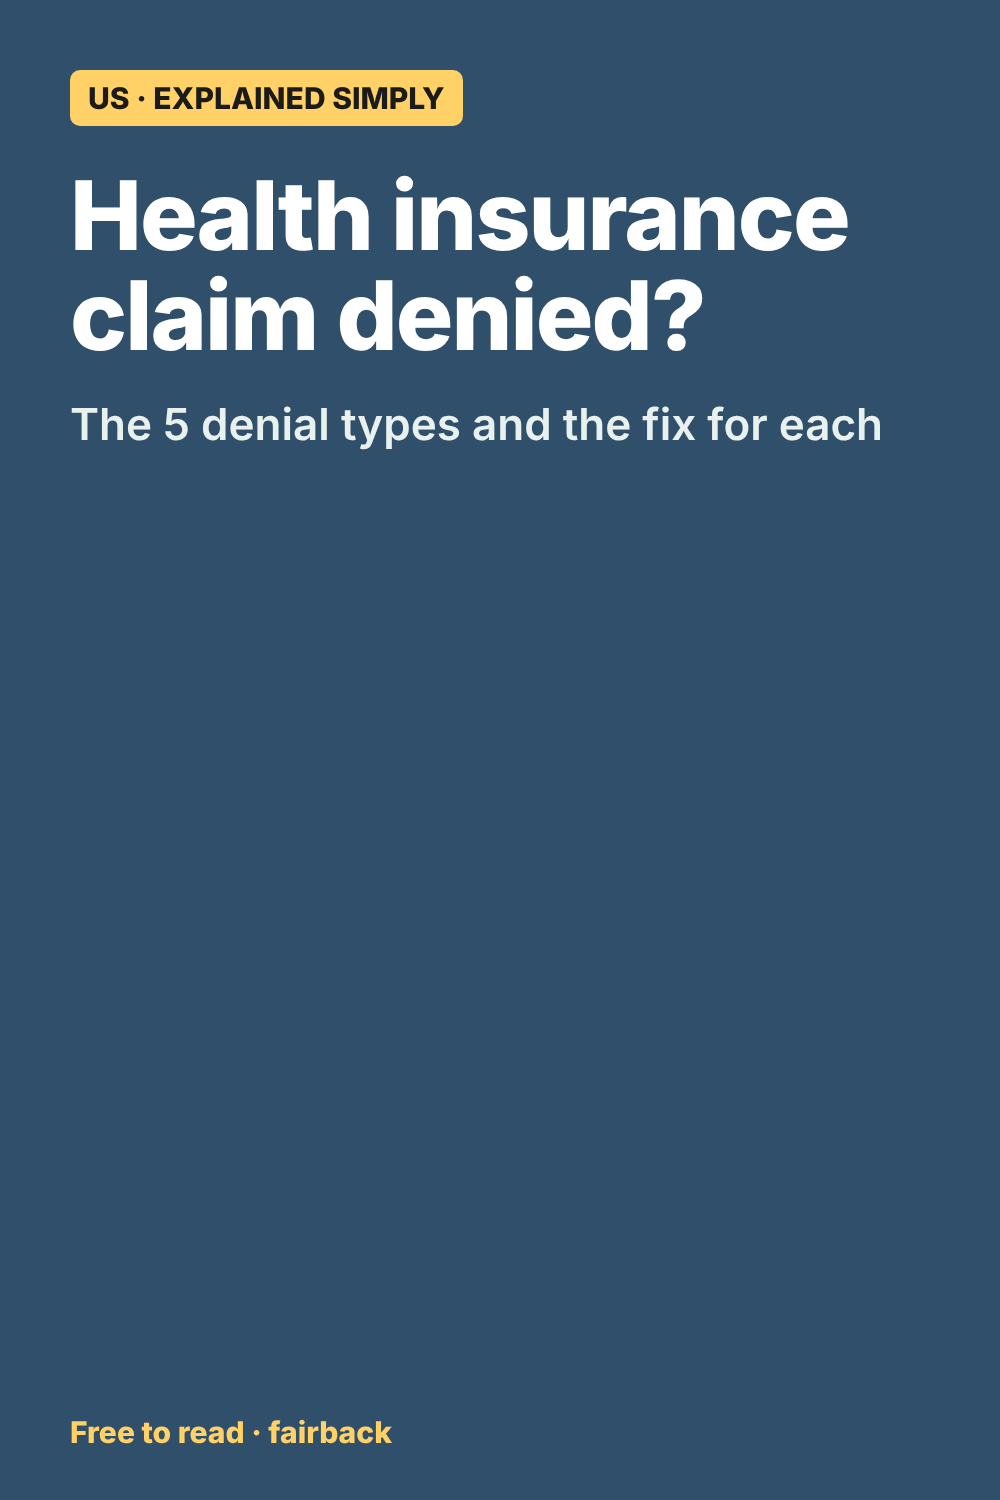 US · EXPLAINED SIMPLY
Health insurance
claim denied?
The 5 denial types and the fix for each
Free to read · fairback